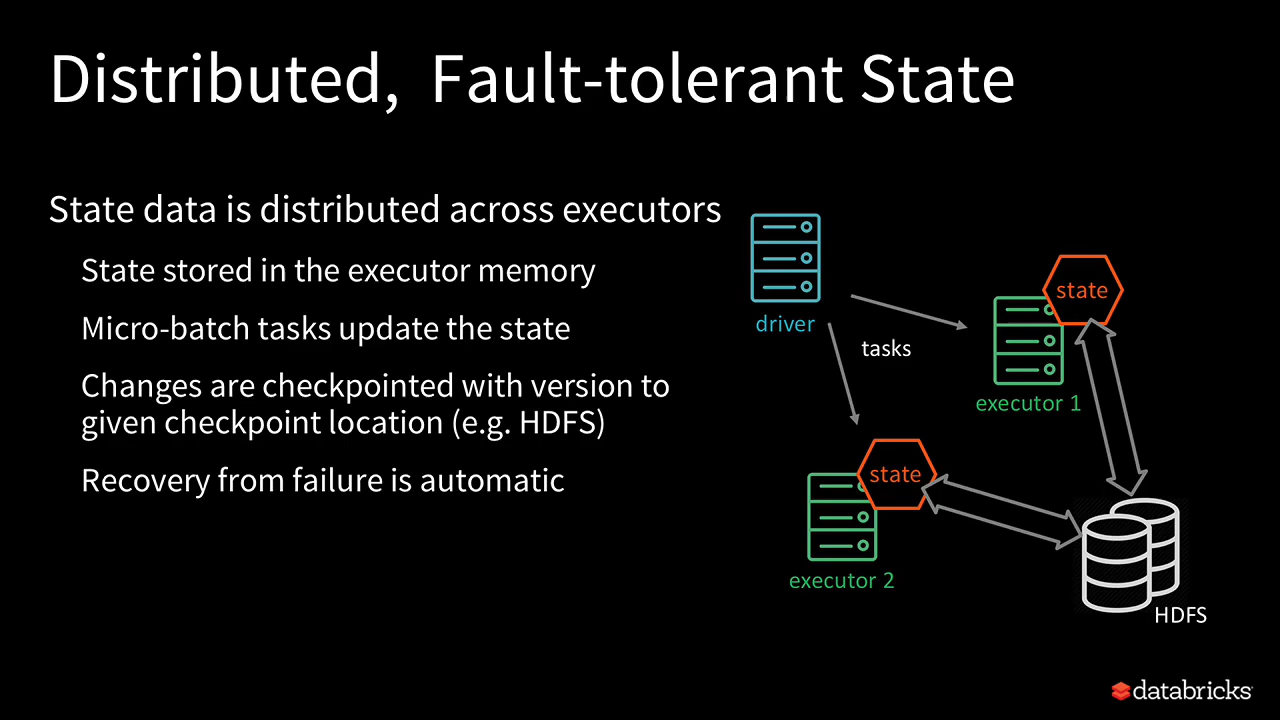 Distributed, Fault-tolerant State
State data is distributed across executors
State stored in the executor memory
Micro-batch tasks update the state
Changes are checkpointed with version to
given checkpoint location (e.g. HDFS)
Recovery from failure is automatic
driver
tasks
state
executor 1
state
executor 2
HDFS
databricks